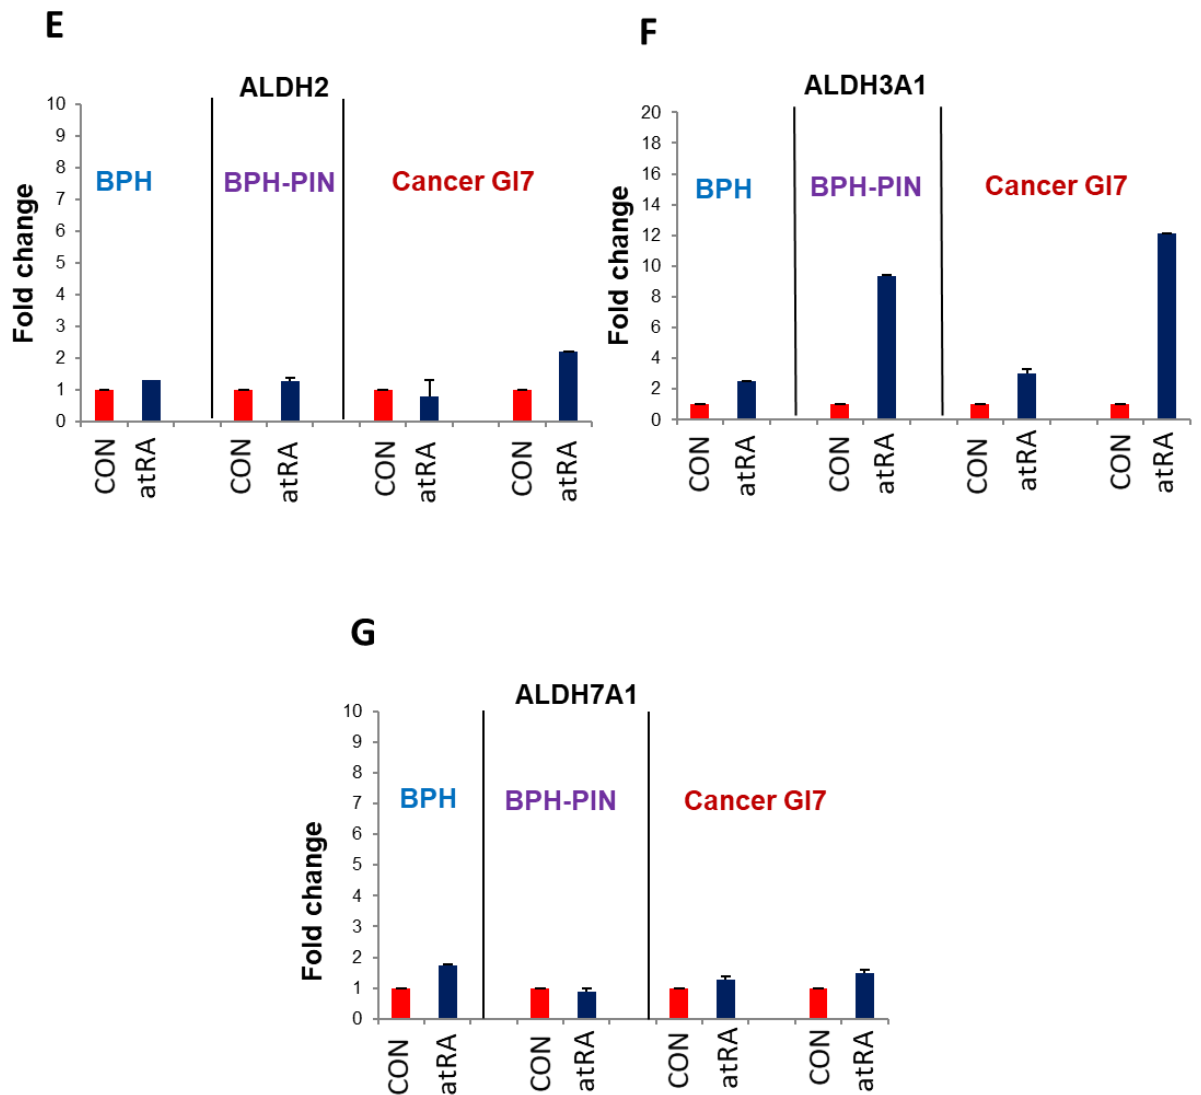 E
ALDH2
10
9
8
7
6
5
4
3
2
1
0
Fold change
BPH
BPH-PIN
Cancer Gl7
CON
atRA
CON
atRA
CON
atRA
CON
atRA
F
ALDH3A1
20
18
16
14
12
10
8
6
4
2
0
Fold change
BPH
BPH-PIN
Cancer Gl7
CON
atRA
CON
atRA
CON
atRA
CON
atRA
G
ALDH7A1
10
9
8
7
6
5
4
3
2
1
0
Fold change
BPH
BPH-PIN
Cancer Gl7
CON
atRA
CON
atRA
CON
atRA
CON
atRA